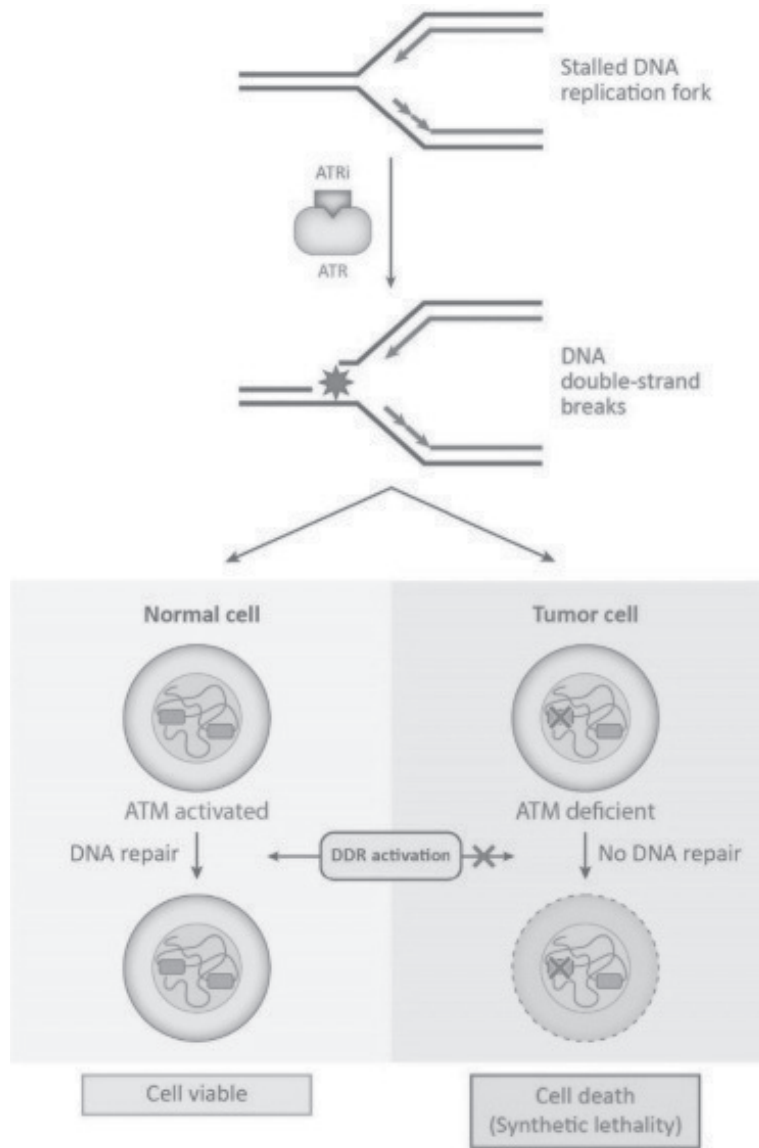 Stalled DNA
replication fork
ATRi
ATR
DNA
double-strand
breaks
Normal cell
Tumor cell
ATM activated
ATM deficient
DNA repair
DDR activation
No DNA repair
Cell viable
Cell death
(Synthetic lethality)